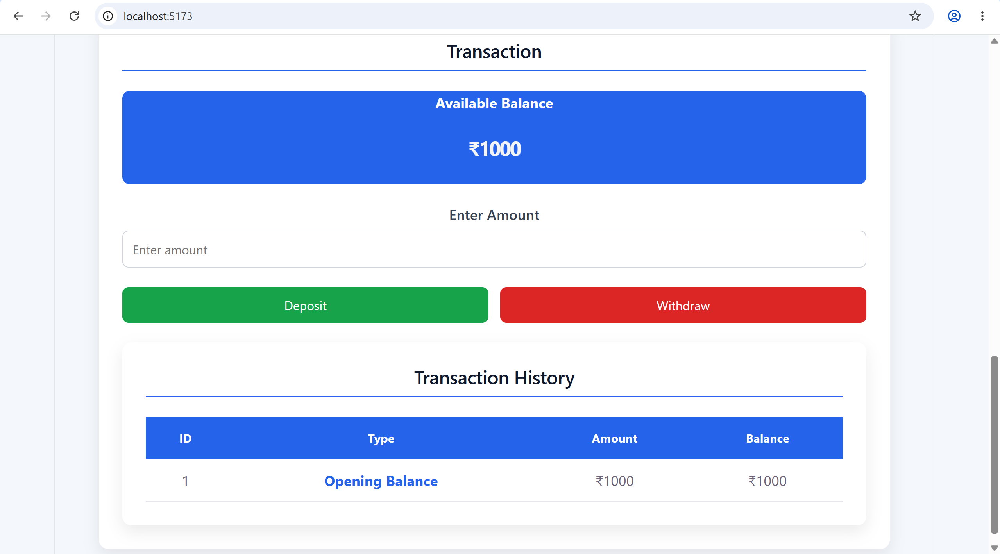 localhost:5173
Transaction
Available Balance
₹1000
Enter Amount
Enter amount
Deposit Withdraw
Transaction History
ID Type Amount Balance
1 Opening Balance ₹1000 ₹1000